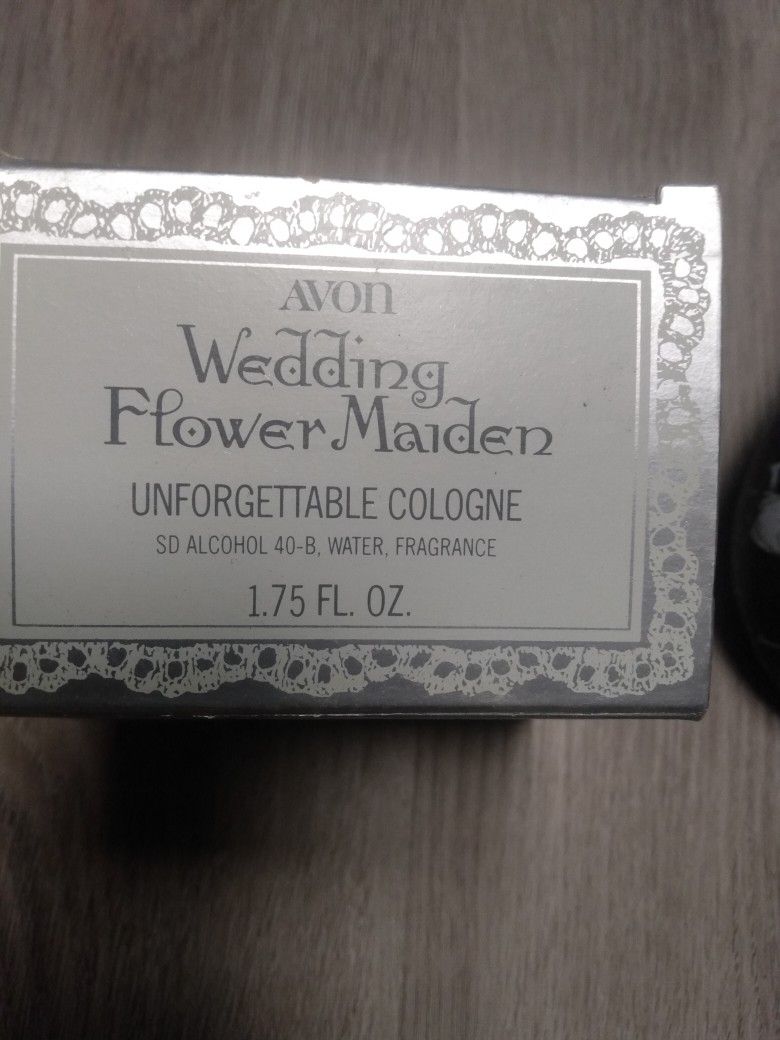 AVON
Wedding
Flower Maiden
UNFORGETTABLE COLOGNE
SD ALCOHOL 40-B, WATER, FRAGRANCE
1.75 FL. OZ.